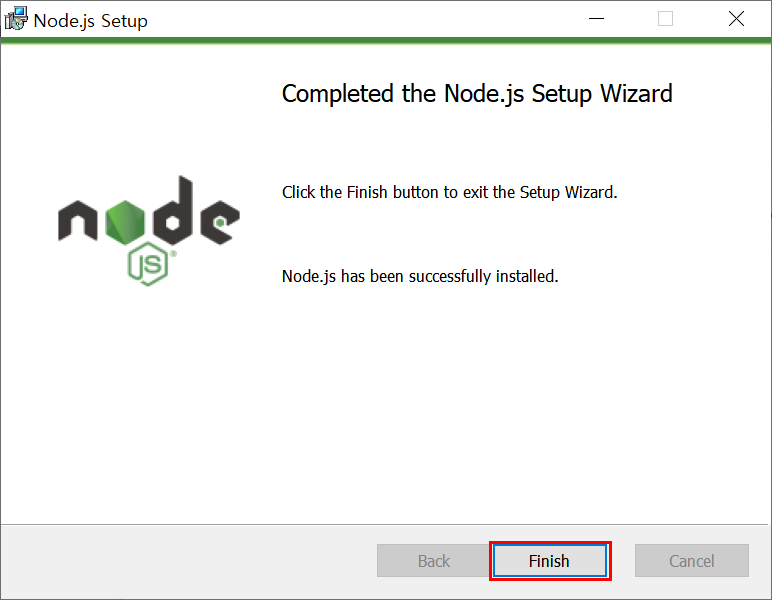 Node.js Setup
Completed the Node.js Setup Wizard
Click the Finish button to exit the Setup Wizard.
node
JS®
Node.js has been successfully installed.
Back
Finish
Cancel